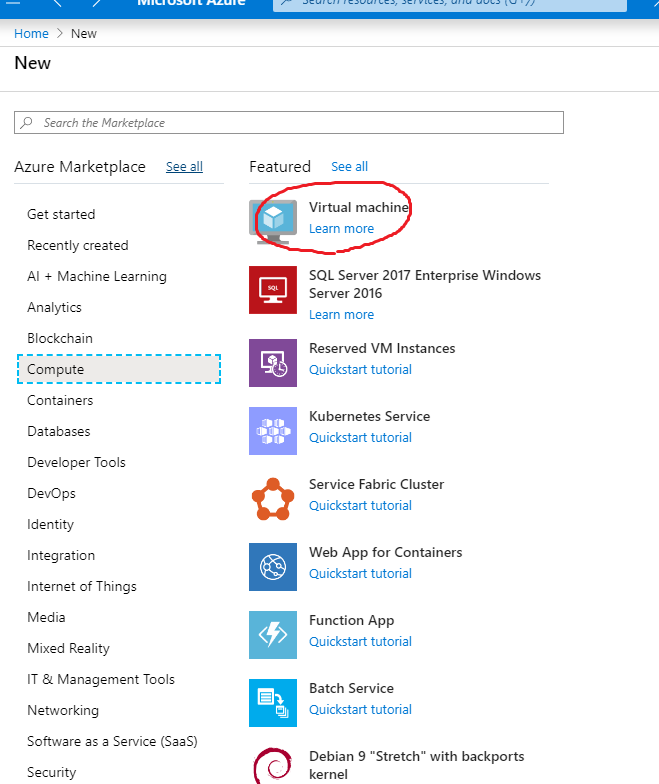 Microsoft Azure
Search resources, services, and docs (G+/)
Home > New
New
Search the Marketplace
Azure Marketplace See all
Get started
Recently created
AI + Machine Learning
Analytics
Blockchain
Compute
Containers
Databases
Developer Tools
DevOps
Identity
Integration
Internet of Things
Media
Mixed Reality
IT & Management Tools
Networking
Software as a Service (SaaS)
Security
Featured See all
Virtual machine
Learn more
SQL
SQL Server 2017 Enterprise Windows
Server 2016
Learn more
Reserved VM Instances
Quickstart tutorial
Kubernetes Service
Quickstart tutorial
Service Fabric Cluster
Quickstart tutorial
Web App for Containers
Quickstart tutorial
Function App
Quickstart tutorial
Batch Service
Quickstart tutorial
Debian 9 "Stretch" with backports
kernel